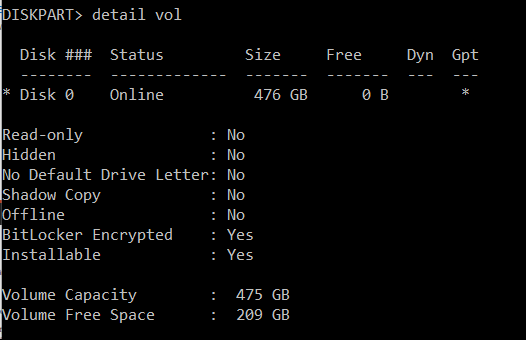 DISKPART> detail vol
  Disk ###  Status         Size     Free     Dyn  Gpt
  --------  -------------  -------  -------  ---  ---
* Disk 0    Online          476 GB      0 B        *
Read-only              : No
Hidden                 : No
No Default Drive Letter: No
Shadow Copy            : No
Offline                : No
BitLocker Encrypted    : Yes
Installable            : Yes
Volume Capacity        :  475 GB
Volume Free Space      :  209 GB